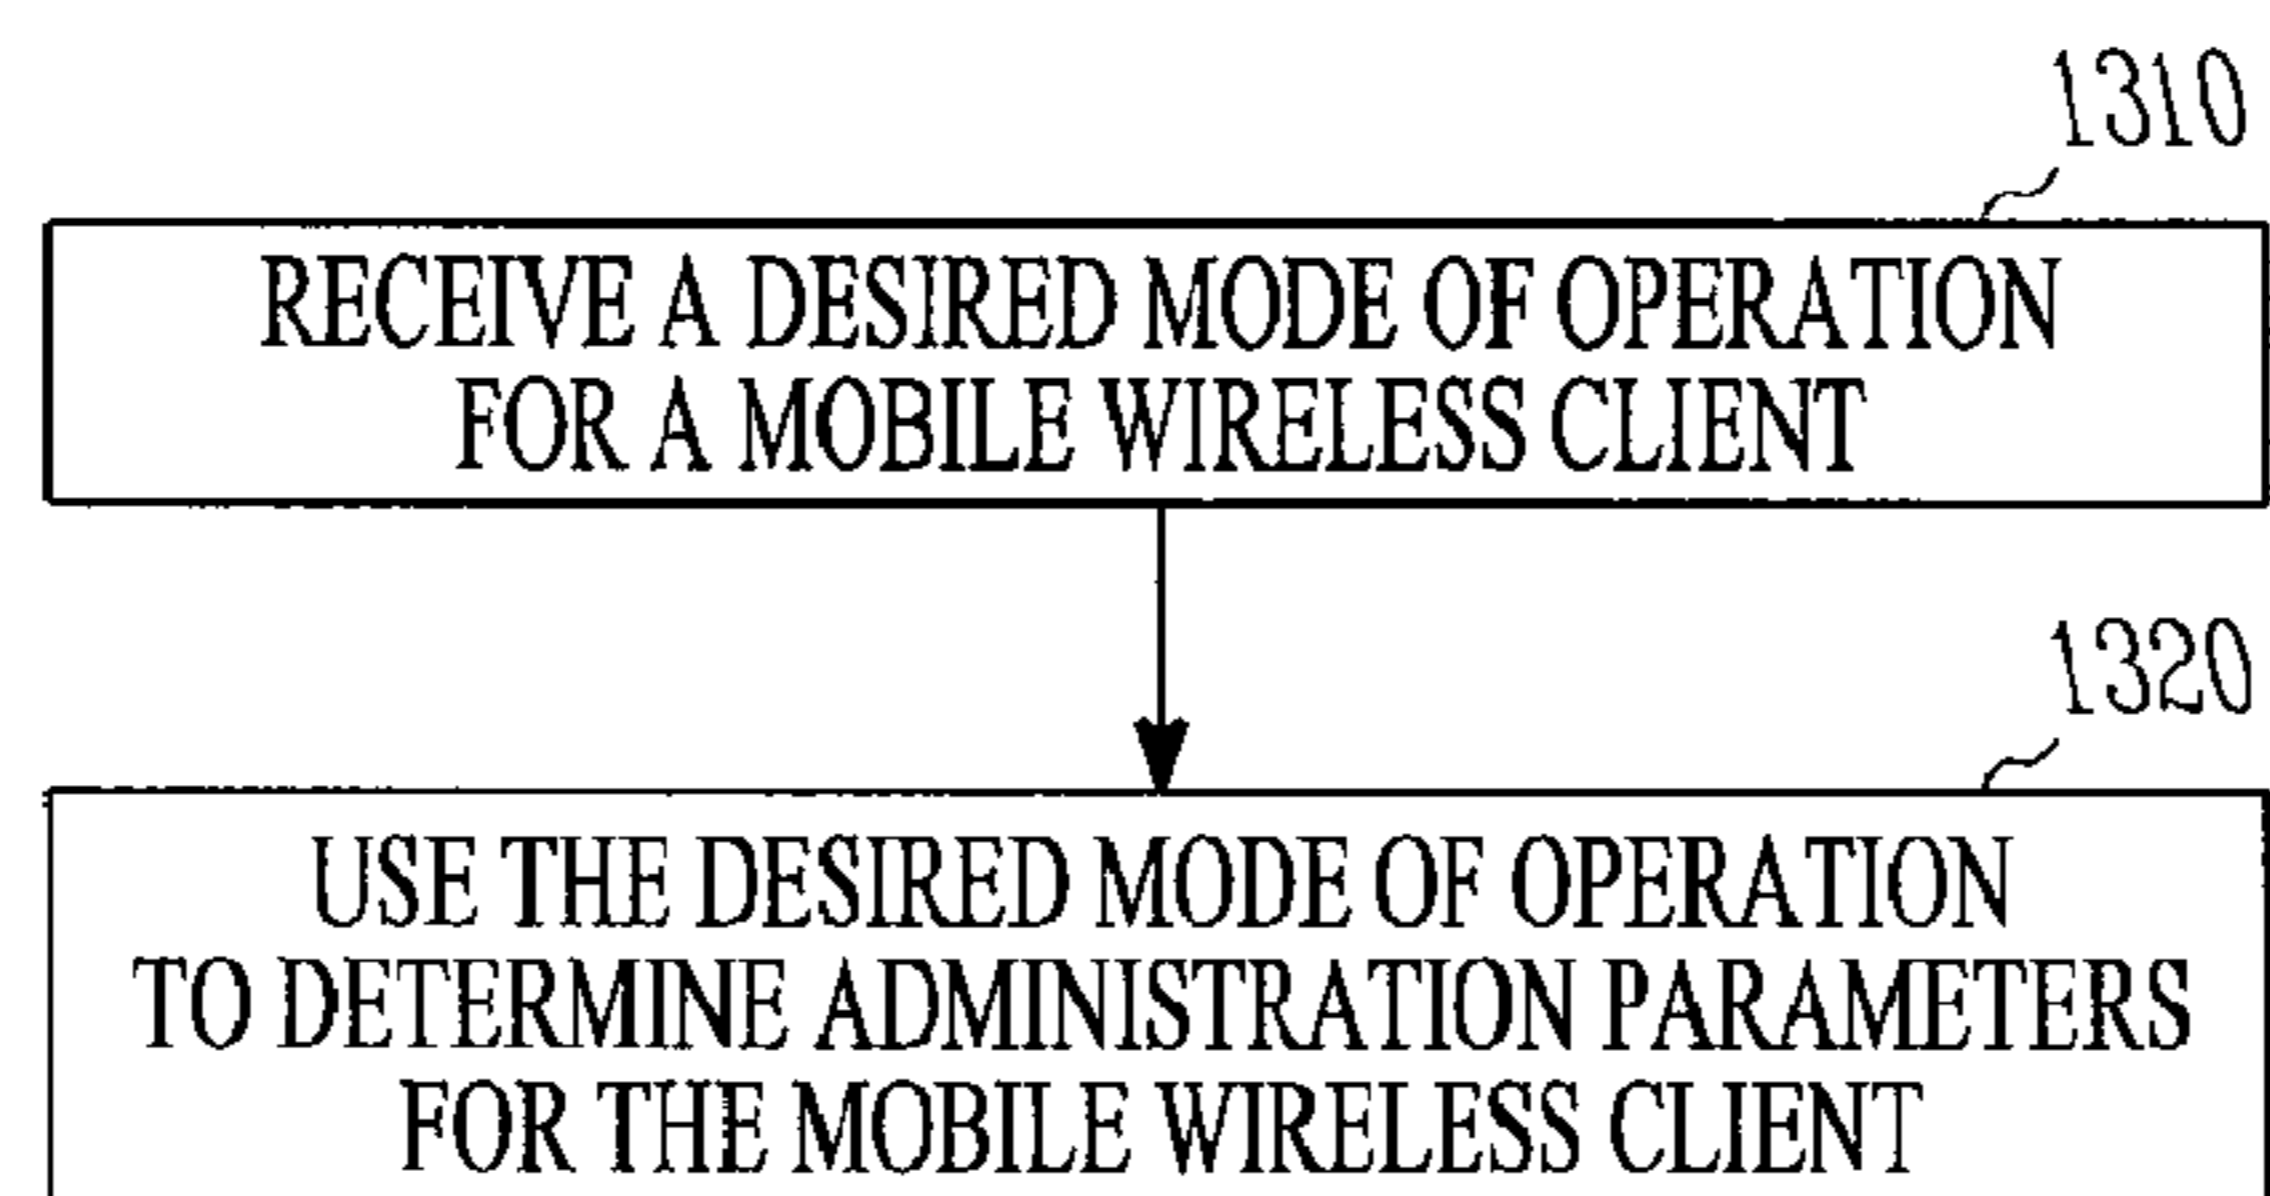 1310
RECEIVE A DESIRED MODE OF OPERATION
FOR A MOBILE WIRELESS CLIENT
1320
USE THE DESIRED MODE OF OPERATION
TO DETERMINE ADMINISTRATION PARAMETERS
FOR THE MOBILE WIRELESS CLIENT